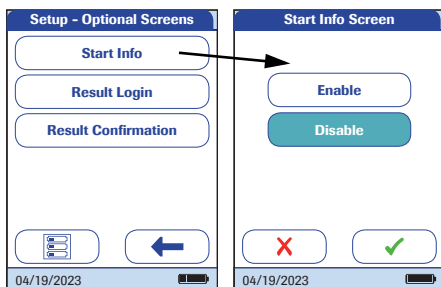 Setup - Optional Screens
Start Info
Result Login
Result Confirmation
04/19/2023
Start Info Screen
Enable
Disable
04/19/2023